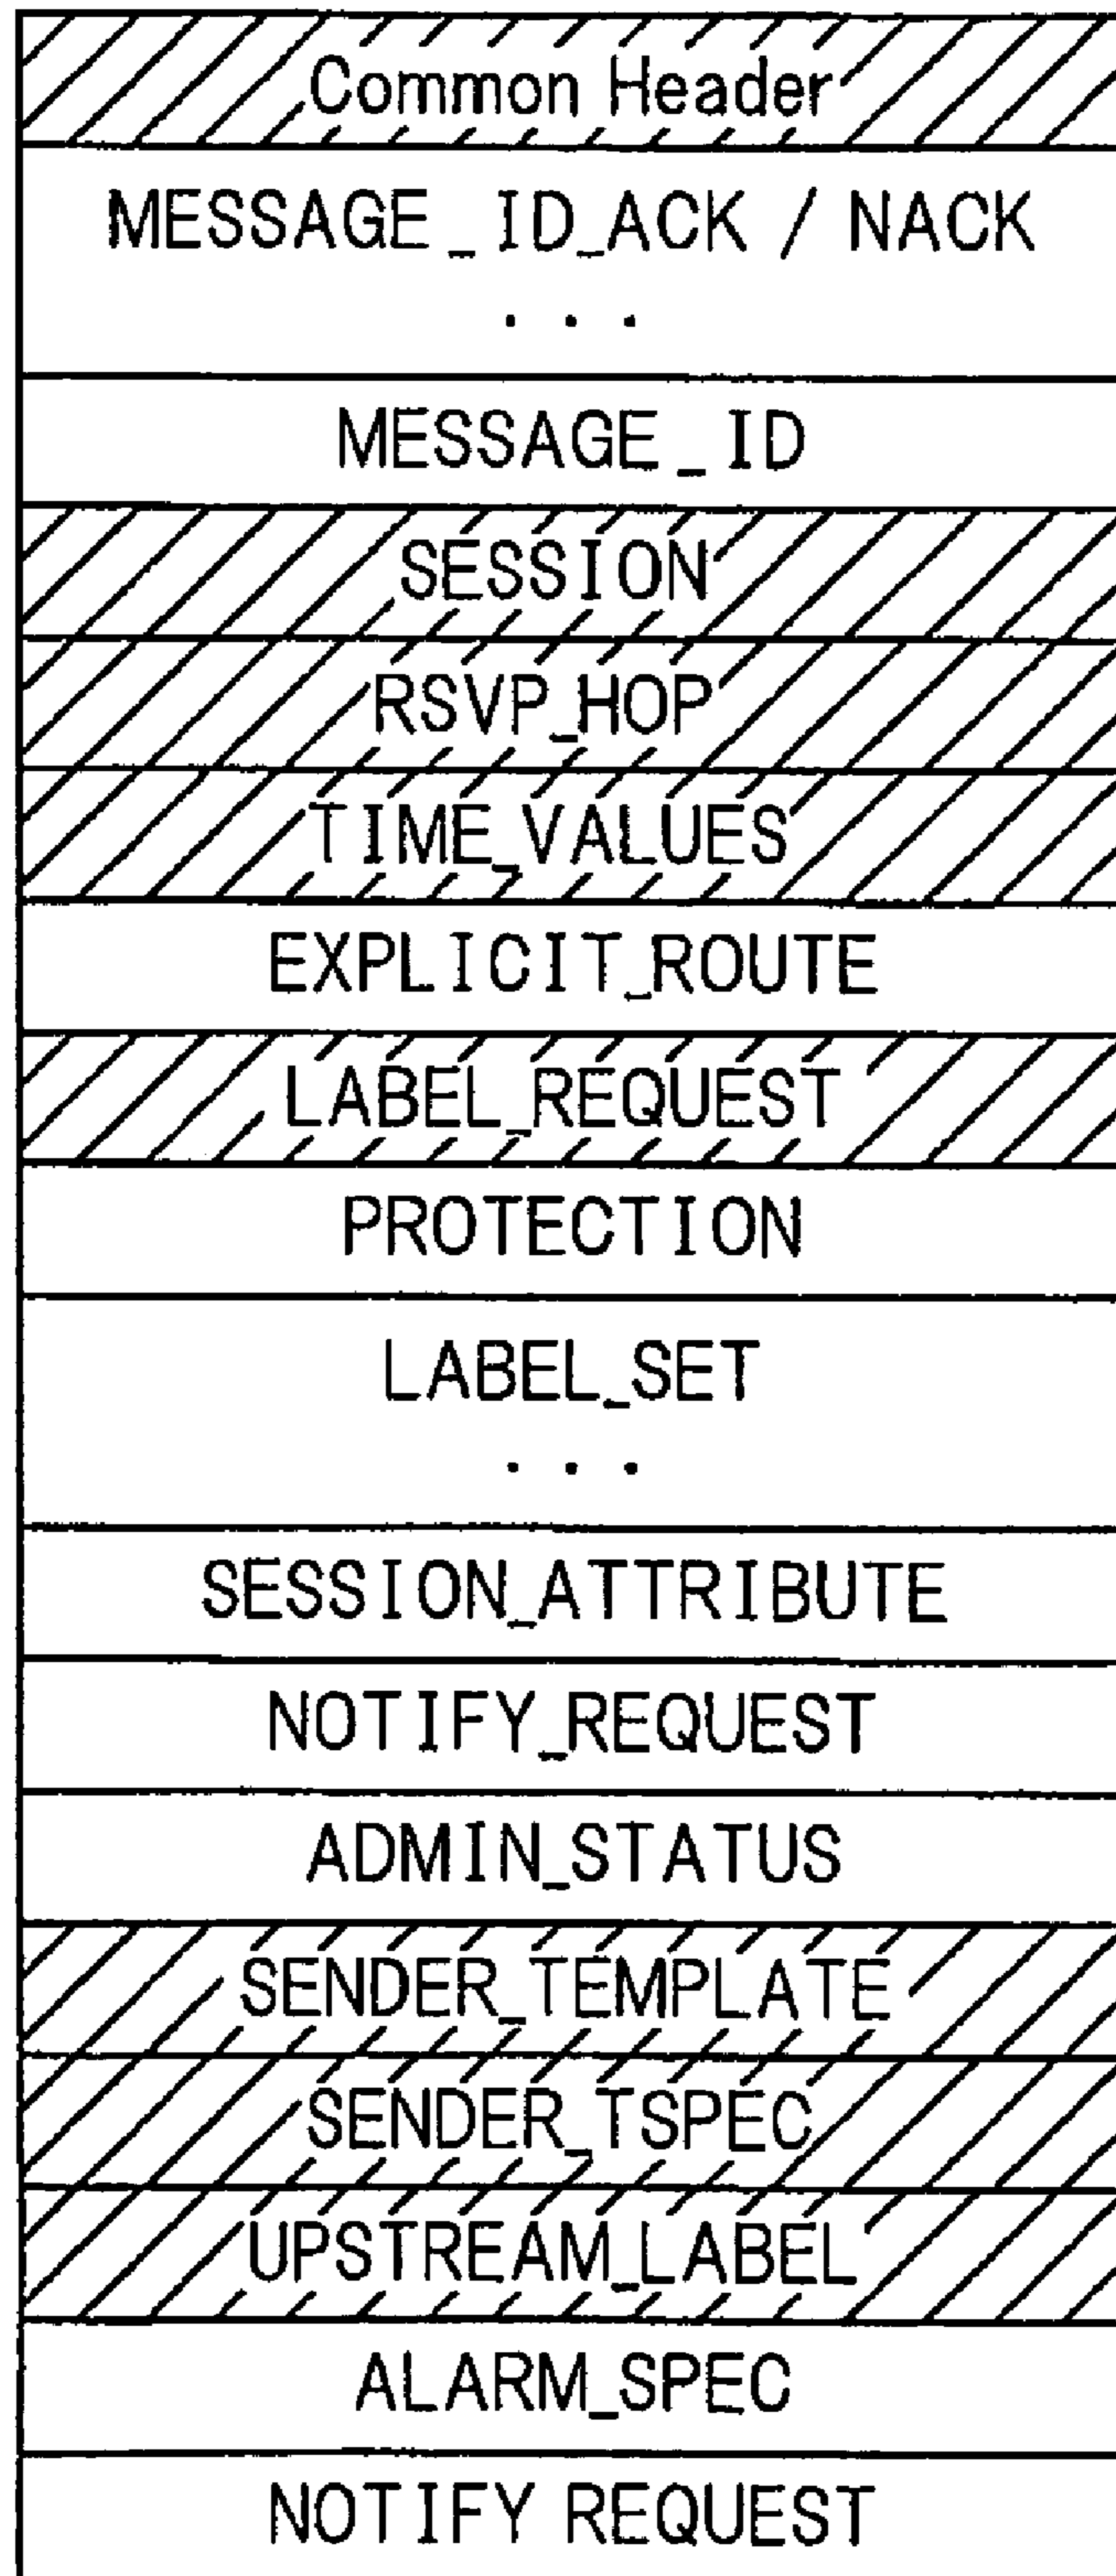 Common Header
MESSAGE_ID_ACK / NACK
. . .
MESSAGE_ID
SESSION
RSVP_HOP
TIME_VALUES
EXPLICIT_ROUTE
LABEL_REQUEST
PROTECTION
LABEL_SET
. . .
SESSION_ATTRIBUTE
NOTIFY_REQUEST
ADMIN_STATUS
SENDER_TEMPLATE
SENDER_TSPEC
UPSTREAM_LABEL
ALARM_SPEC
NOTIFY REQUEST